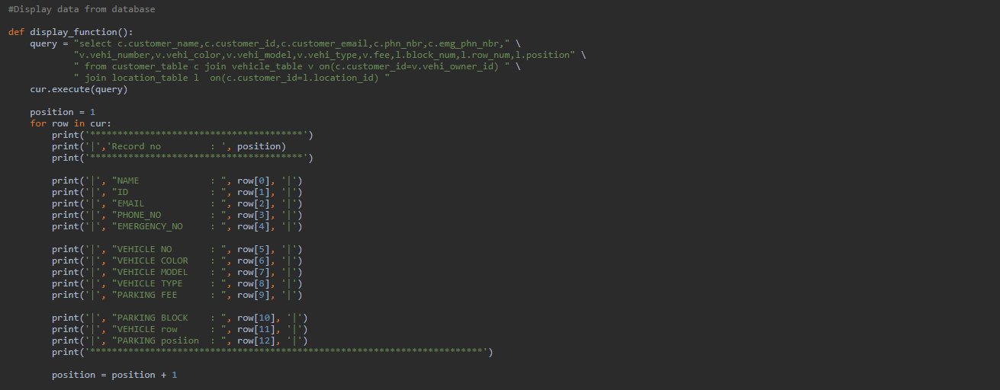 #Display data from database
def display_function():
    query = "select c.customer_name,c.customer_id,c.customer_email,c.phn_nbr,c.emg_phn_nbr," \
            "v.vehi_number,v.vehi_color,v.vehi_model,v.vehi_type,v.fee,l.block_num,l.row_num,l.position" \
            " from customer_table c join vehicle_table v on(c.customer_id=v.vehi_owner_id) " \
            " join location_table l  on(c.customer_id=l.location_id) "
    cur.execute(query)
    position = 1
    for row in cur:
        print('***************************************')
        print('|','Record no         : ', position)
        print('***************************************')
        print('|', "NAME             : ", row[0], '|')
        print('|', "ID               : ", row[1], '|')
        print('|', "EMAIL            : ", row[2], '|')
        print('|', "PHONE_NO         : ", row[3], '|')
        print('|', "EMERGENCY_NO     : ", row[4], '|')
        print('|', "VEHICLE NO       : ", row[5], '|')
        print('|', "VEHICLE COLOR    : ", row[6], '|')
        print('|', "VEHICLE MODEL    : ", row[7], '|')
        print('|', "VEHICLE TYPE     : ", row[8], '|')
        print('|', "PARKING FEE      : ", row[9], '|')
        print('|', "PARKING BLOCK    : ", row[10], '|')
        print('|', "VEHICLE row      : ", row[11], '|')
        print('|', "PARKING posiion  : ", row[12], '|')
        print('************************************************************************')
        position = position + 1